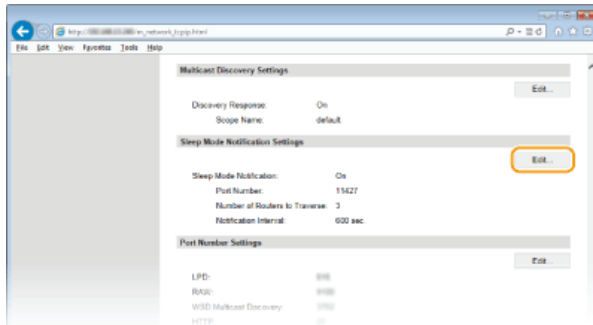 File Edit View Favorites Tools Help
Multicast Discovery Settings
Edit...
Discovery Response: On
Scope Name: default
Sleep Mode Notification Settings
Edit...
Sleep Mode Notification: On
Port Number: 11427
Number of Routers to Traverse: 3
Notification Interval: 600 sec.
Port Number Settings
Edit...
LPD:
RAW:
WSD Multicast Discovery:
HTTP: